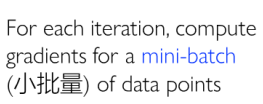 For each iteration, compute
gradients for a mini-batch
(小批量) of data points